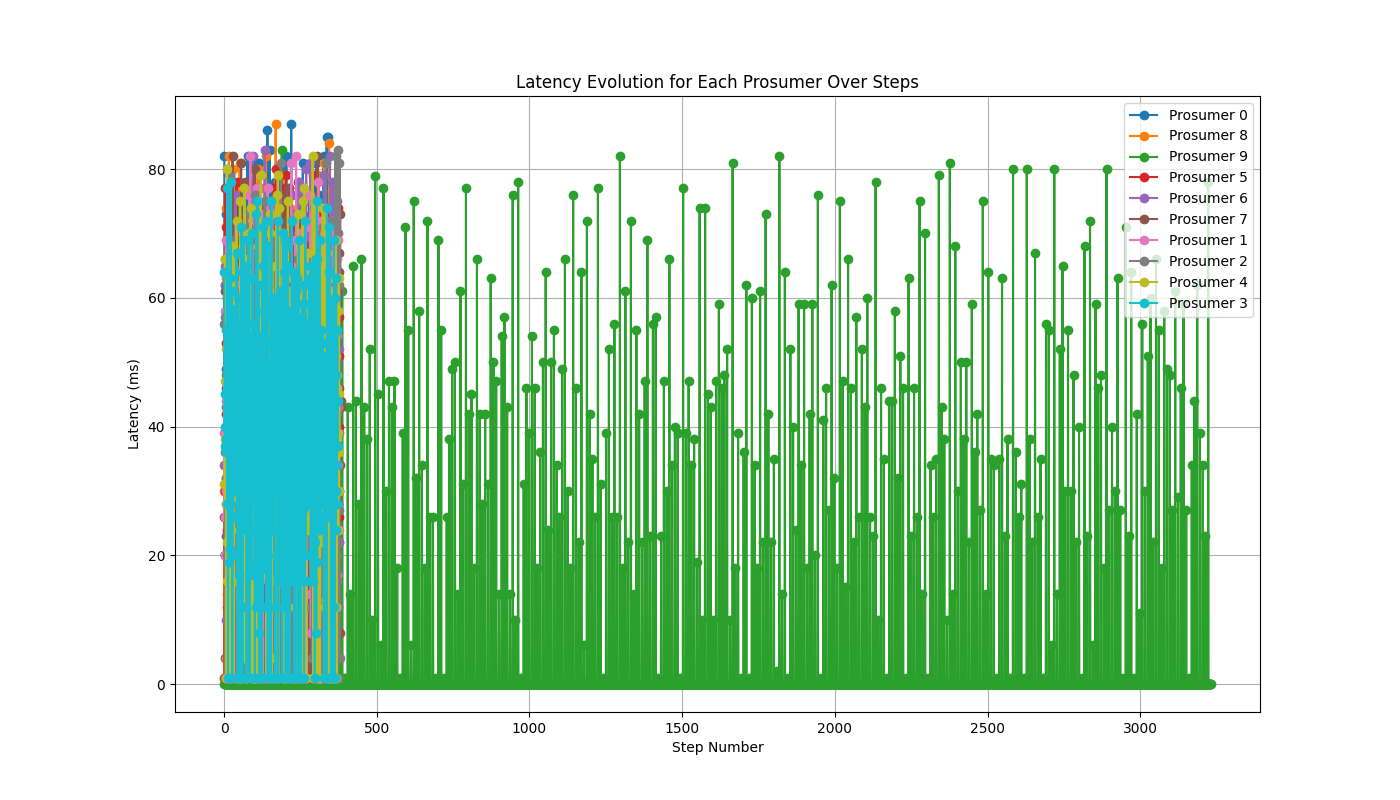 Latency Evolution for Each Prosumer Over Steps
Latency (ms)
80
60
40
20
0
0
500
1000
1500
2000
2500
3000
Step Number
Prosumer 0
Prosumer 8
Prosumer 9
Prosumer 5
Prosumer 6
Prosumer 7
Prosumer 1
Prosumer 2
Prosumer 4
Prosumer 3